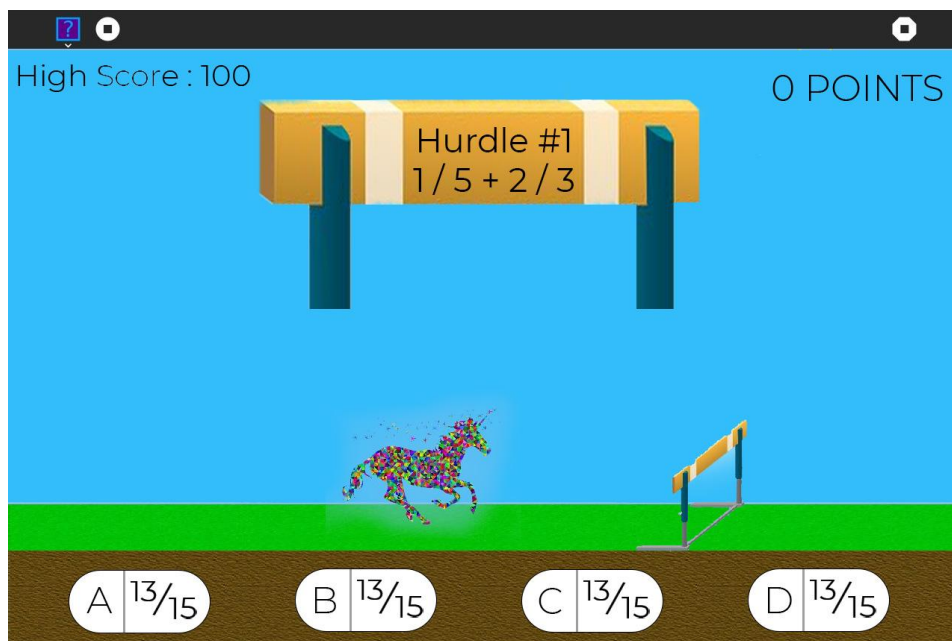 ?
High Score : 100
0 POINTS
Hurdle #1
1 / 5 + 2 / 3
A 13/15
B 13/15
C 13/15
D 13/15